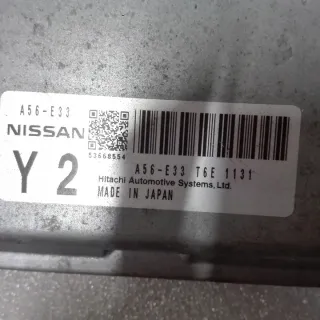 A56-E33
NISSAN
53668554
Y 2
A56-E33 T6E 1131
Hitachi Automotive Systems, Ltd.
MADE IN JAPAN